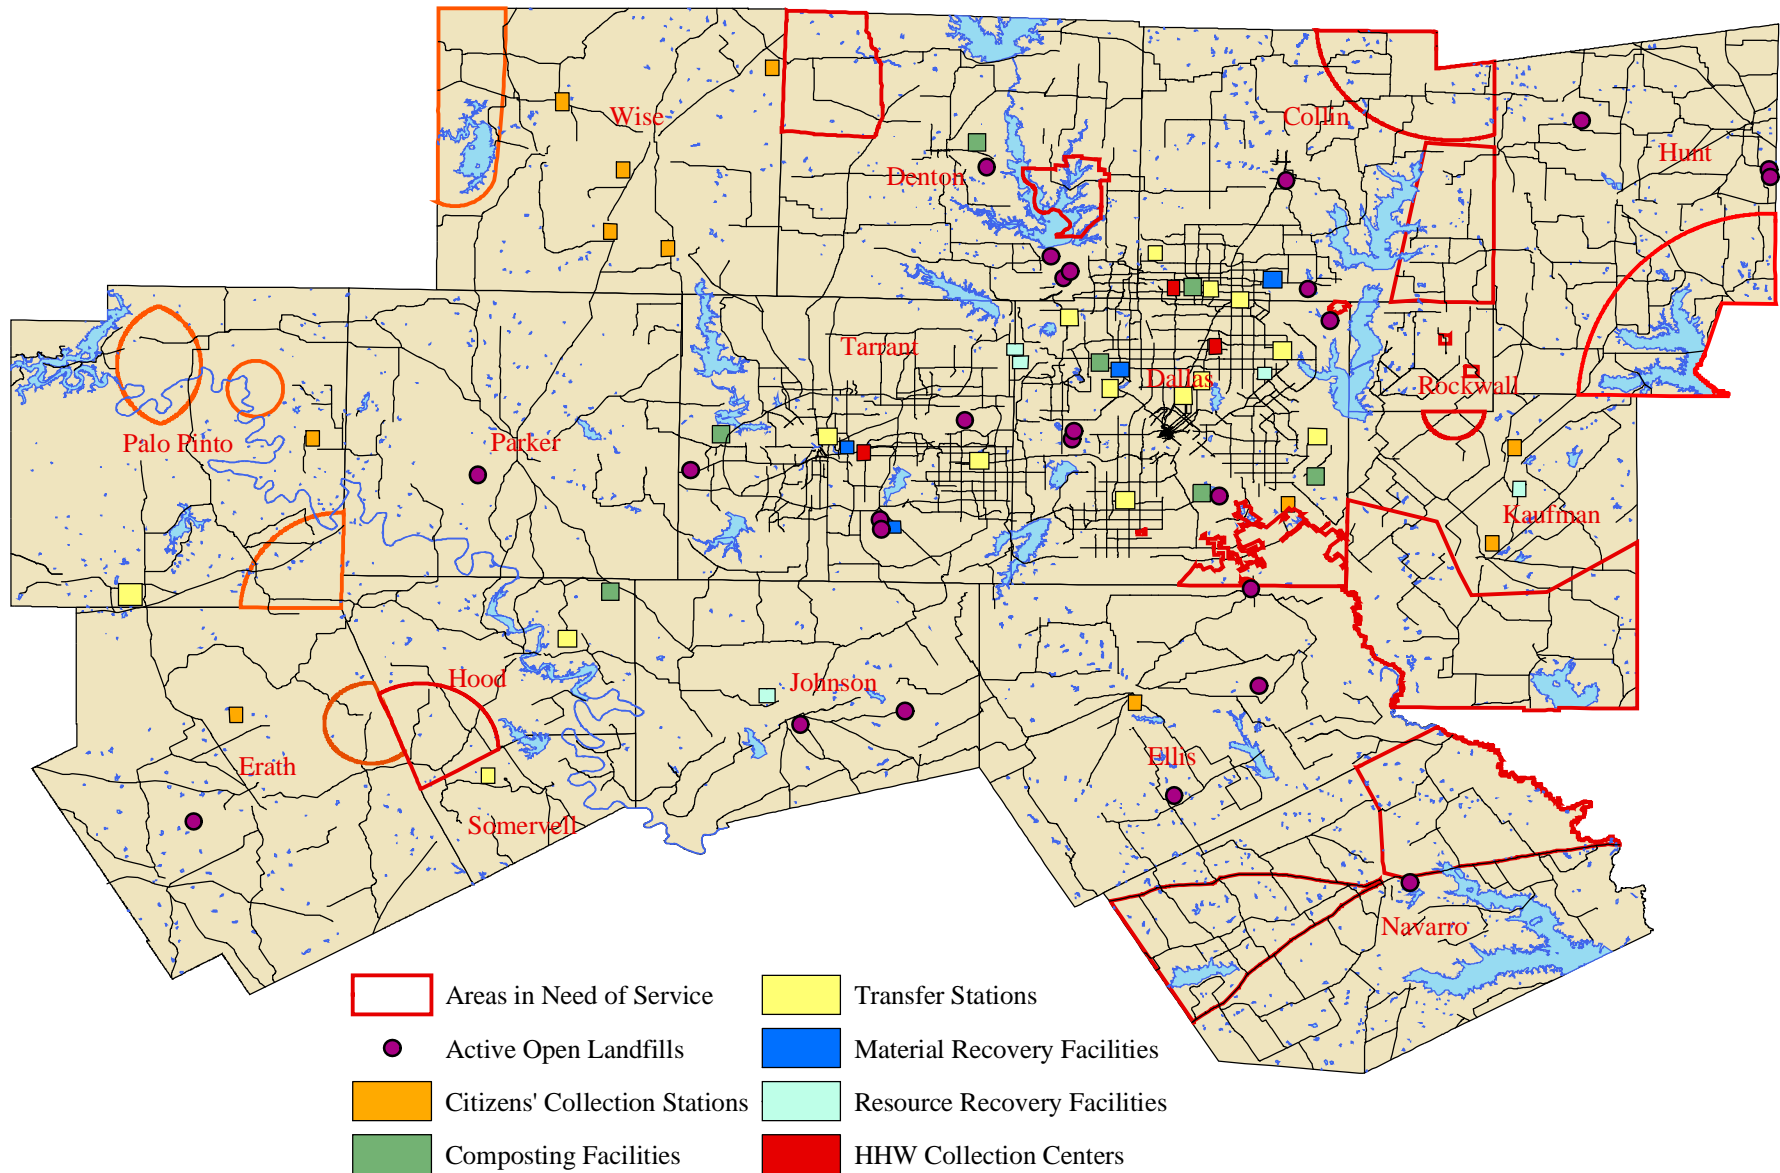 Wise
Collin
Hunt
Denton
Tarrant
Dallas
Rockwall
Palo Pinto
Parker
Kaufman
Hood
Johnson
Ellis
Erath
Somervell
Navarro
Areas in Need of Service
Active Open Landfills
Citizens' Collection Stations
Composting Facilities
Transfer Stations
Material Recovery Facilities
Resource Recovery Facilities
HHW Collection Centers